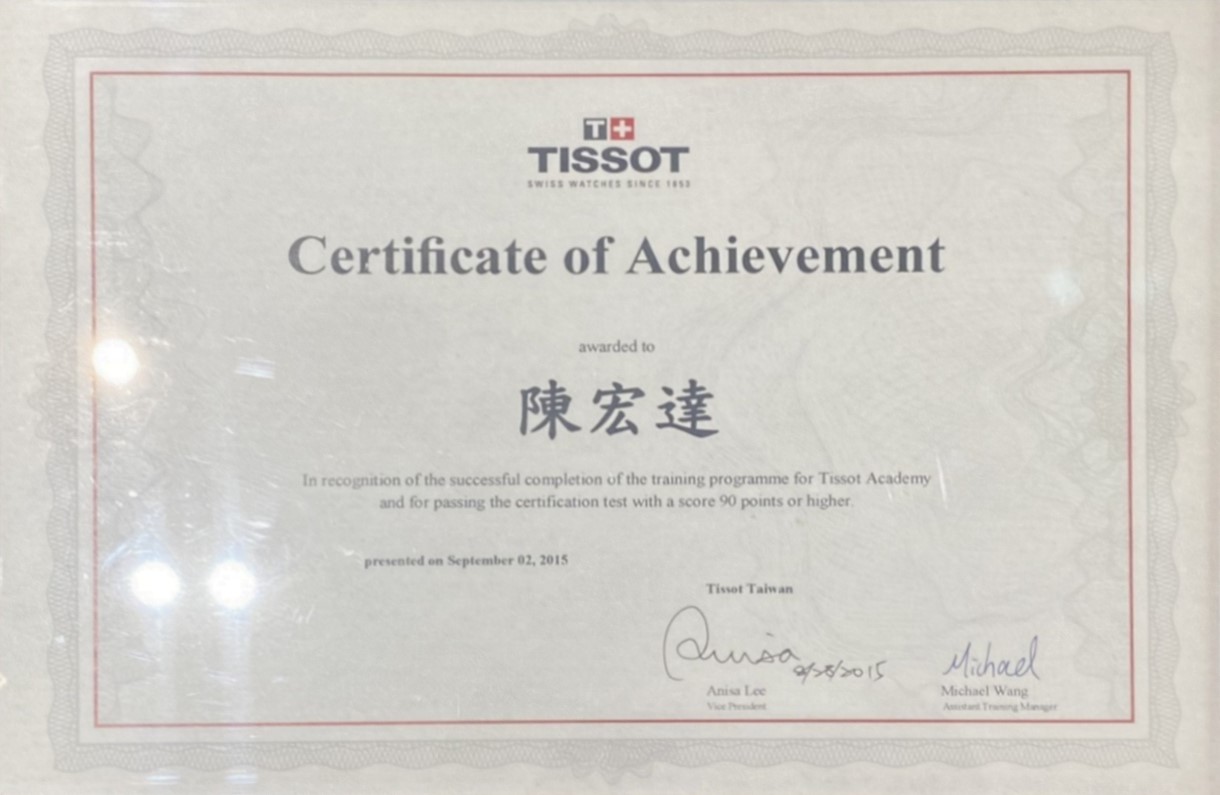 T+
TISSOT
SWISS WATCHES SINCE 1853
Certificate of Achievement
awarded to
陳宏達
In recognition of the successful completion of the training programme for Tissot Academy
and for passing the certification test with a score 90 points or higher.
presented on September 02, 2015
Tissot Taiwan
Anisa
Michael
Anisa Lee
Michael Wang
Vice President
Assistant Training Manager